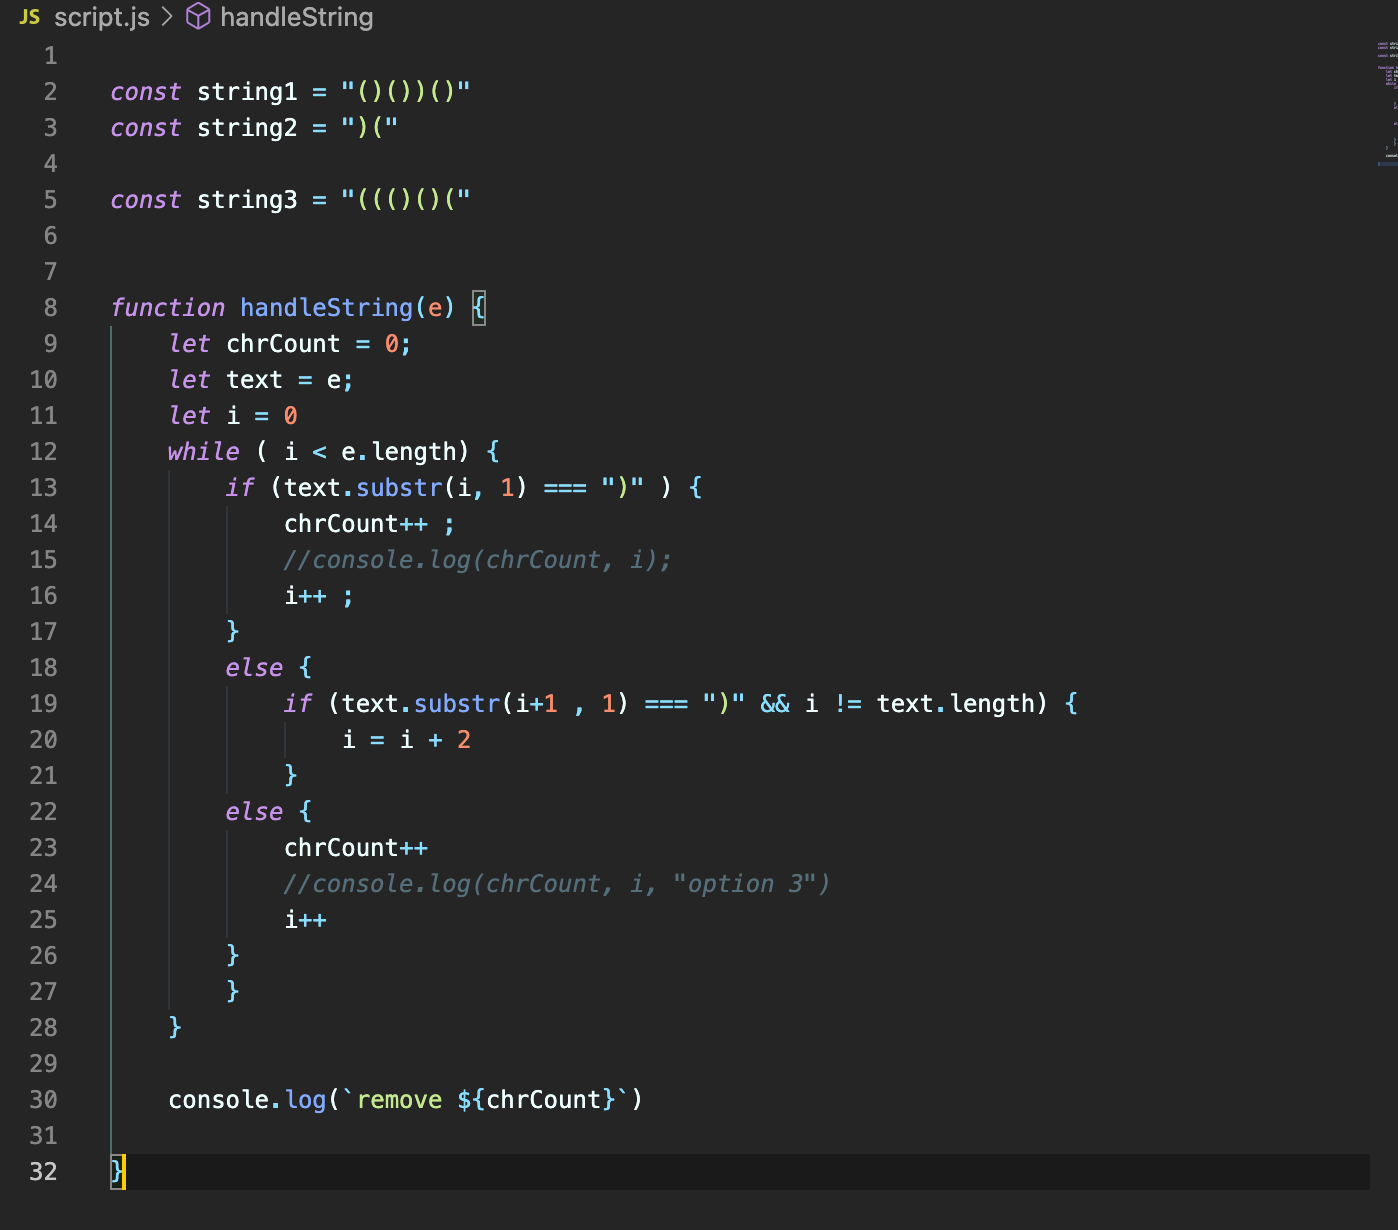 JS script.js > handleString
1
2 const string1 = "()())()"
3 const string2 = ")("
4
5 const string3 = "((()()("
6
7
8 function handleString(e) {
9 let chrCount = 0;
10 let text = e;
11 let i = 0
12 while ( i < e.length) {
13 if (text.substr(i, 1) === ")" ) {
14 chrCount++ ;
15 //console.log(chrCount, i);
16 i++ ;
17 }
18 else {
19 if (text.substr(i+1 , 1) === ")" && i != text.length) {
20 i = i + 2
21 }
22 else {
23 chrCount++
24 //console.log(chrCount, i, "option 3")
25 i++
26 }
27 }
28 }
29
30 console.log(`remove ${chrCount}`)
31
32 }